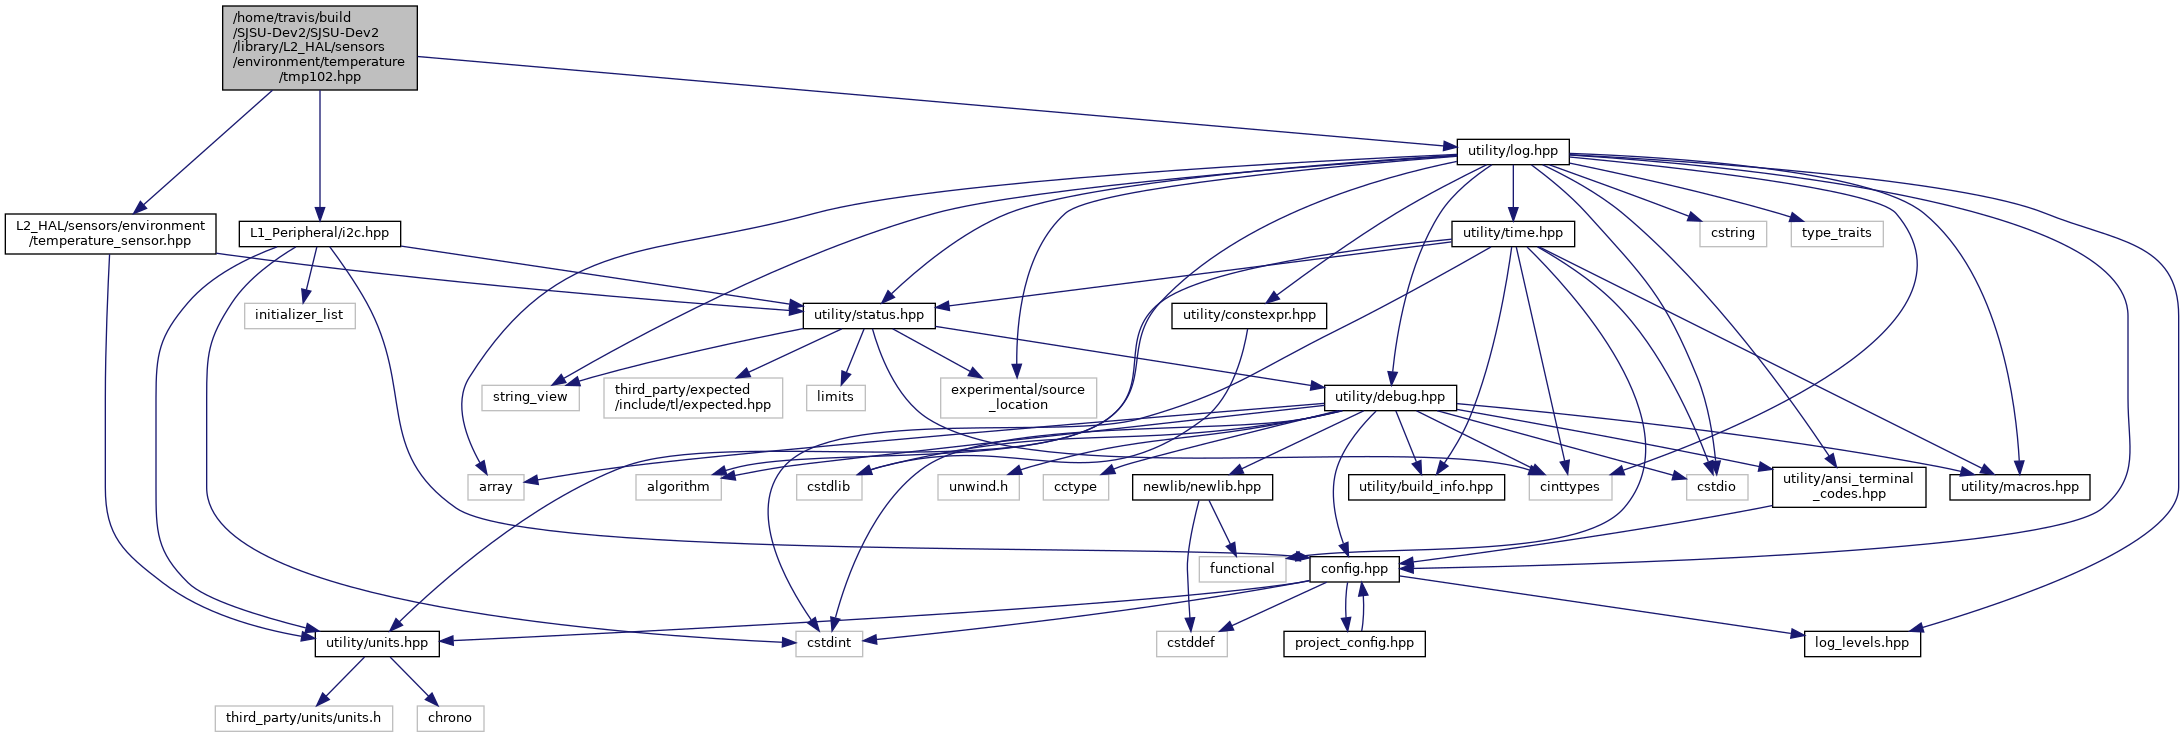 /home/travis/build
/SJSU-Dev2/SJSU-Dev2
/library/L2_HAL/sensors
/environment/temperature
/tmp102.hpp
utility/log.hpp
L2_HAL/sensors/environment
/temperature_sensor.hpp
L1_Peripheral/i2c.hpp
utility/time.hpp
cstring
type_traits
initializer_list
utility/status.hpp
utility/constexpr.hpp
string_view
third_party/expected
/include/tl/expected.hpp
limits
experimental/source
_location
utility/debug.hpp
array
algorithm
cstdlib
unwind.h
cctype
newlib/newlib.hpp
utility/build_info.hpp
cinttypes
cstdio
utility/ansi_terminal
_codes.hpp
utility/macros.hpp
functional
config.hpp
utility/units.hpp
cstdint
cstddef
project_config.hpp
log_levels.hpp
third_party/units/units.h
chrono